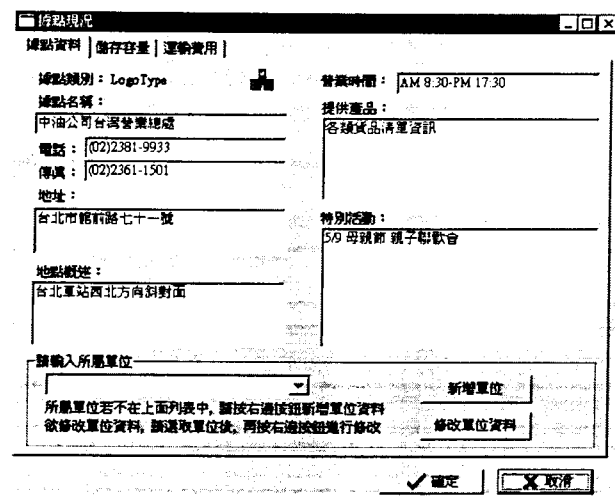 據點現況
據點資料 儲存容量 運輸費用
據點類別：LogoType
據點名稱：
中油公司台灣營業總處
電話：(02)2381-9933
傳真：(02)2361-1501
地址：
台北市館前路七十一號
地點概述：
台北車站西北方向斜對面
營業時間：AM 8:30-PM 17:30
提供產品：
各類貨品清單資訊
特別活動：
5/9 母親節 親子聯歡會
請輸入所屬單位
所屬單位若不在上面列表中, 請按右邊按鈕新增單位資料
欲修改單位資料, 請選取單位後, 再按右邊按鈕進行修改
新增單位
修改單位資料
確定
X 取消